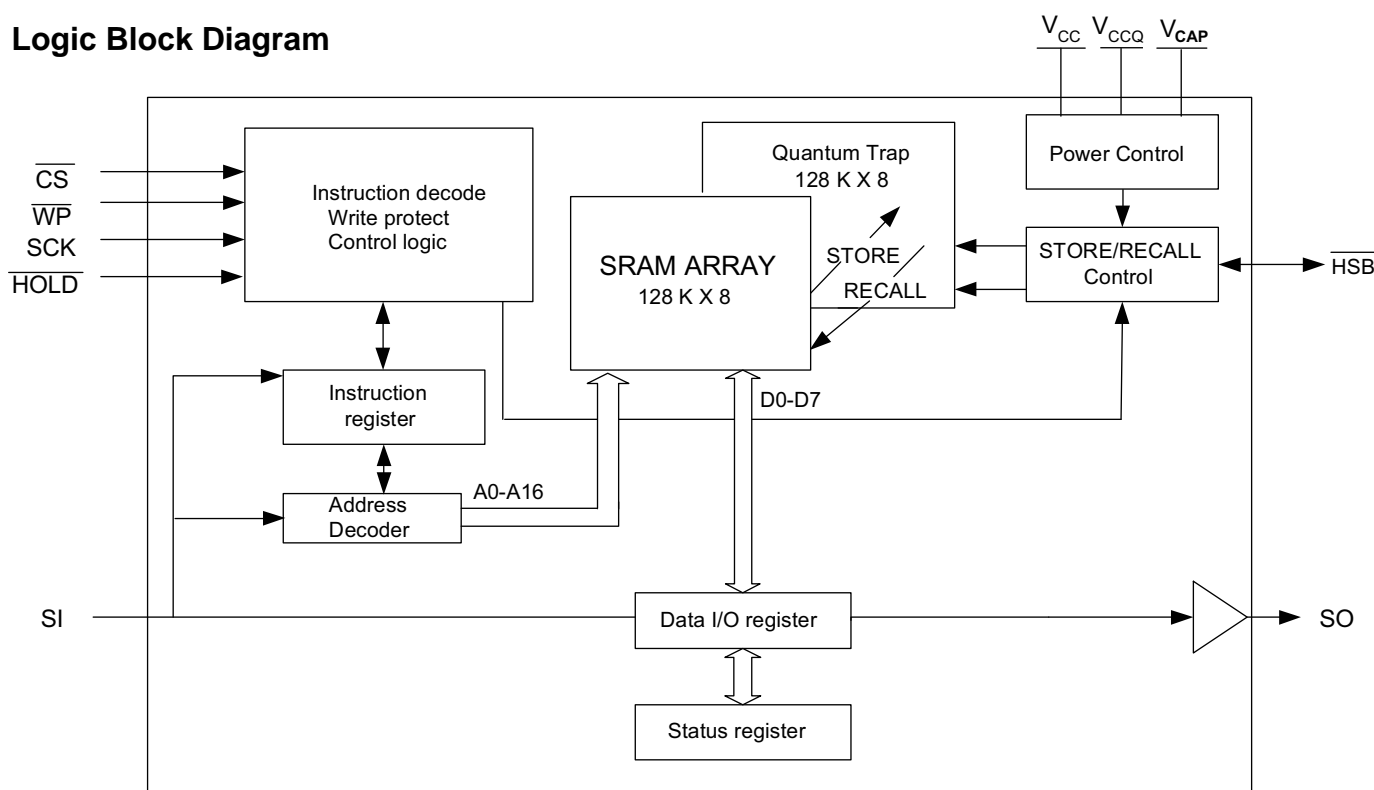 Logic Block Diagram
VCC VCCQ VCAP
Power Control
Quantum Trap
128 K X 8
CS
WP
SCK
HOLD
Instruction decode
Write protect
Control logic
SRAM ARRAY
128 K X 8
STORE
RECALL
STORE/RECALL
Control
HSB
Instruction
register
D0-D7
Address
Decoder
A0-A16
SI
Data I/O register
SO
Status register